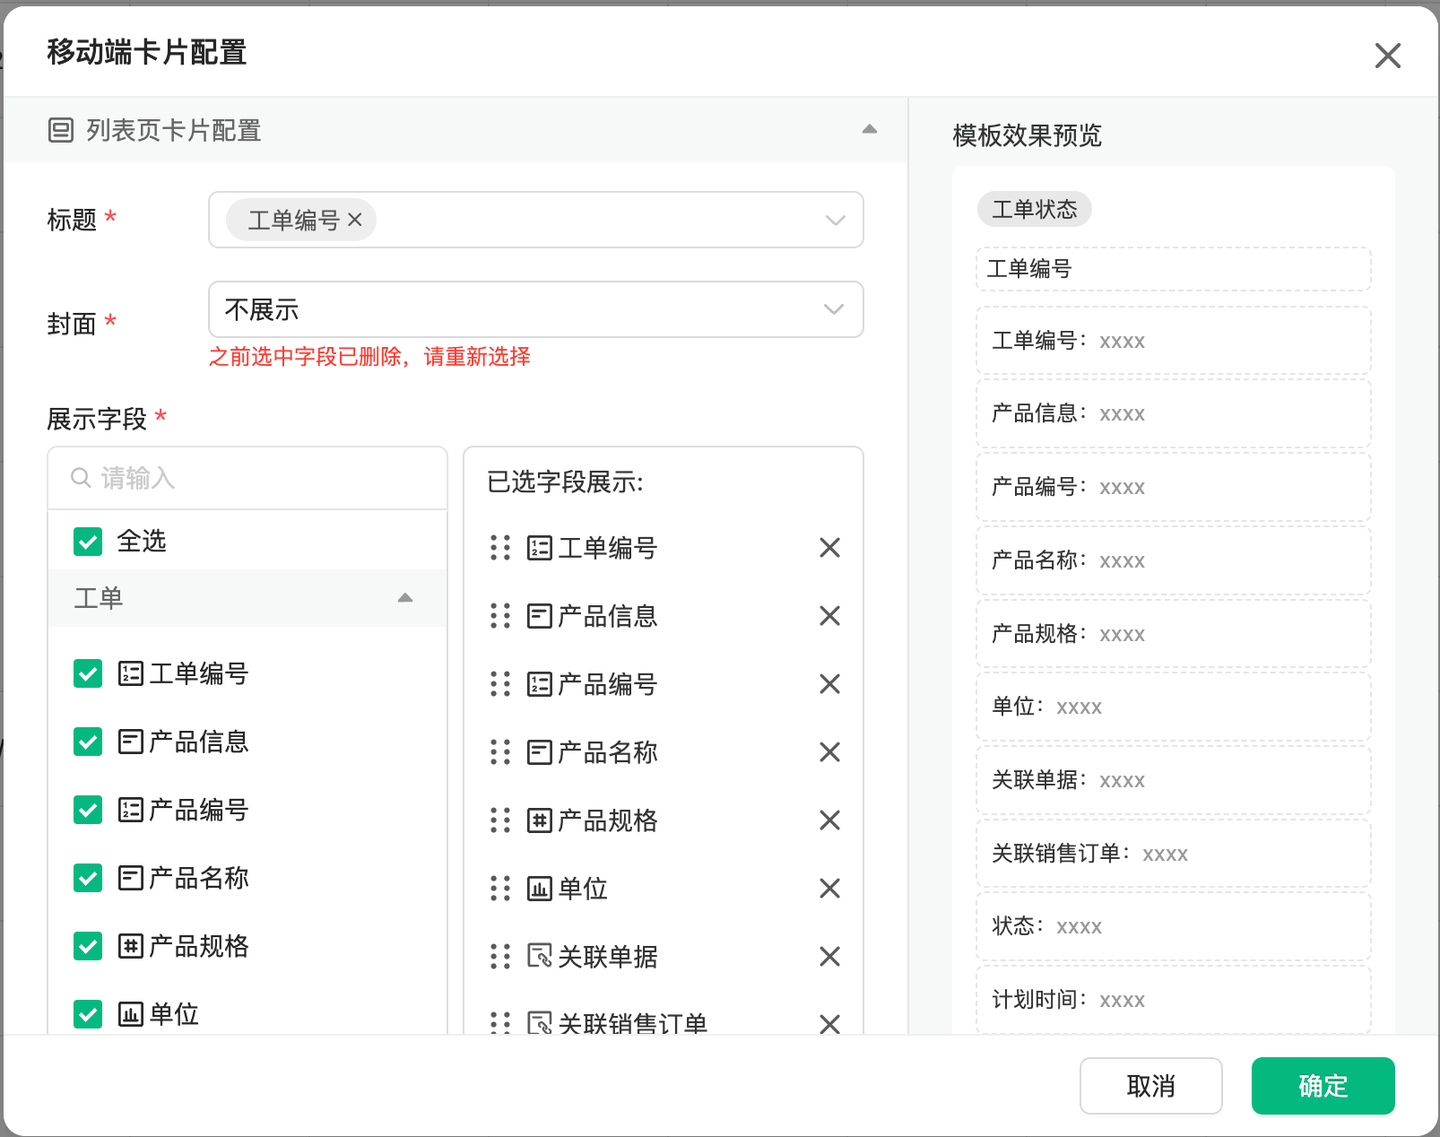 移动端卡片配置
列表页卡片配置
标题 *
工单编号
封面 *
不展示
之前选中字段已删除，请重新选择
展示字段 *
请输入
全选
工单
工单编号
产品信息
产品编号
产品名称
产品规格
单位
已选字段展示:
工单编号
产品信息
产品编号
产品名称
产品规格
单位
关联单据
关联销售订单
模板效果预览
工单状态
工单编号
工单编号：xxxx
产品信息：xxxx
产品编号：xxxx
产品名称：xxxx
产品规格：xxxx
单位：xxxx
关联单据：xxxx
关联销售订单：xxxx
状态：xxxx
计划时间：xxxx
取消
确定